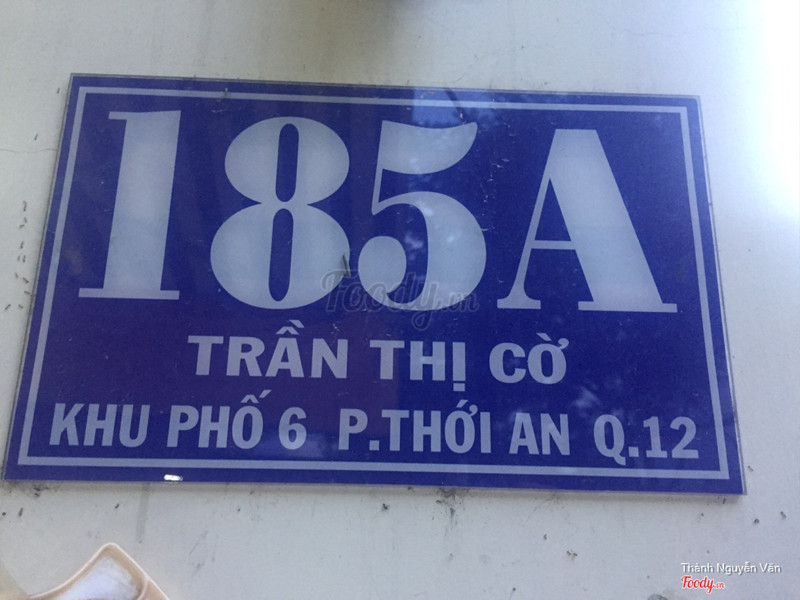 185A
Foody.vn
TRẦN THỊ CỜ
KHU PHỐ 6 P.THỚI AN Q.12
Thành Nguyễn Văn
Foody.vn